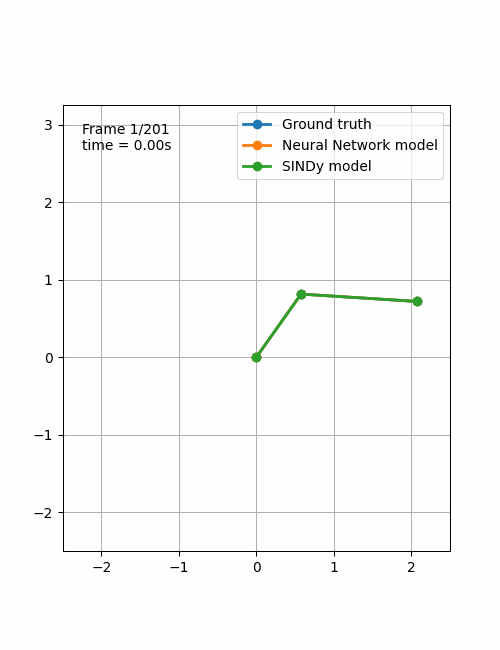 Frame 1/201
time = 0.00s
Ground truth
Neural Network model
SINDy model
3
2
1
0
−1
−2
−2
−1
0
1
2